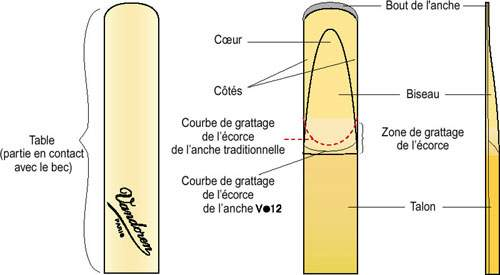 Table
(partie en contact
avec le bec)
Vandoren
PARIS
Cœur
Côtés
Courbe de grattage
de l'écorce
de l'anche traditionnelle
Courbe de grattage
de l'écorce
de l'anche V●12
Bout de l'anche
Biseau
Zone de grattage
de l'écorce
Talon